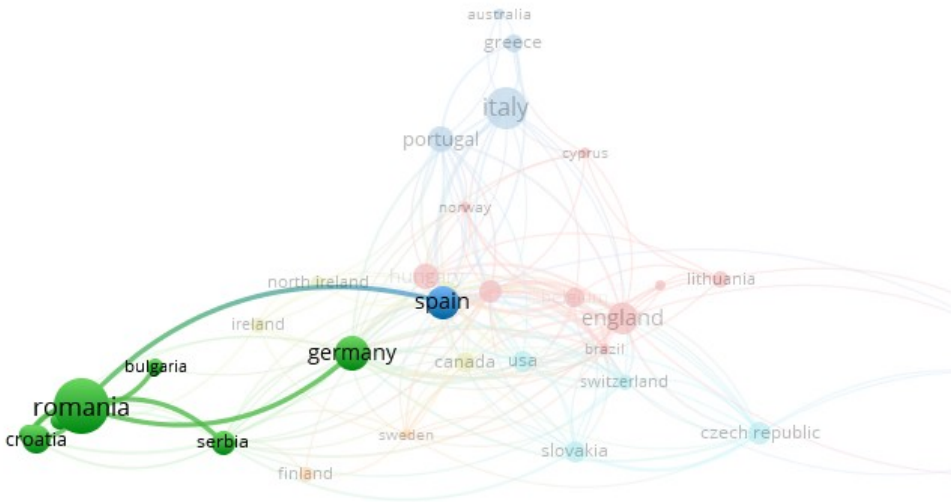 australia
greece
italy
portugal
cyprus
norway
hungary
north ireland
lithuania
spain
england
ireland
brazil
germany
canada
usa
bulgaria
switzerland
romania
croatia
serbia
sweden
czech republic
slovakia
finland